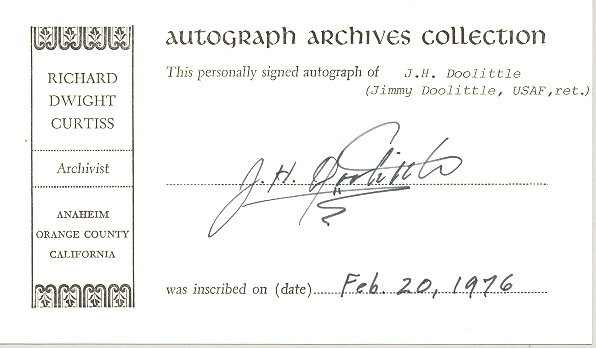 AUTOGRAPH ARCHIVES COLLECTION
RICHARD
DWIGHT
CURTISS
Archivist
ANAHEIM
ORANGE COUNTY
CALIFORNIA
This personally signed autograph of J.H. Doolittle
(Jimmy Doolittle, USAF,ret.)
J. H. Doolittle
was inscribed on (date) Feb. 20, 1976